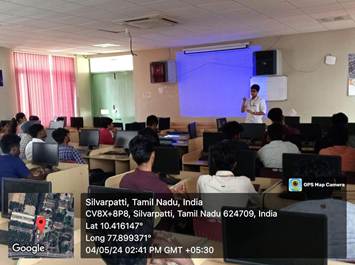 GPS Map Camera
Silvarpatti, Tamil Nadu, India
CV8X+8P8, Silvarpatti, Tamil Nadu 624709, India
Lat 10.416147°
Long 77.899371°
04/05/24 02:41 PM GMT +05:30
Google